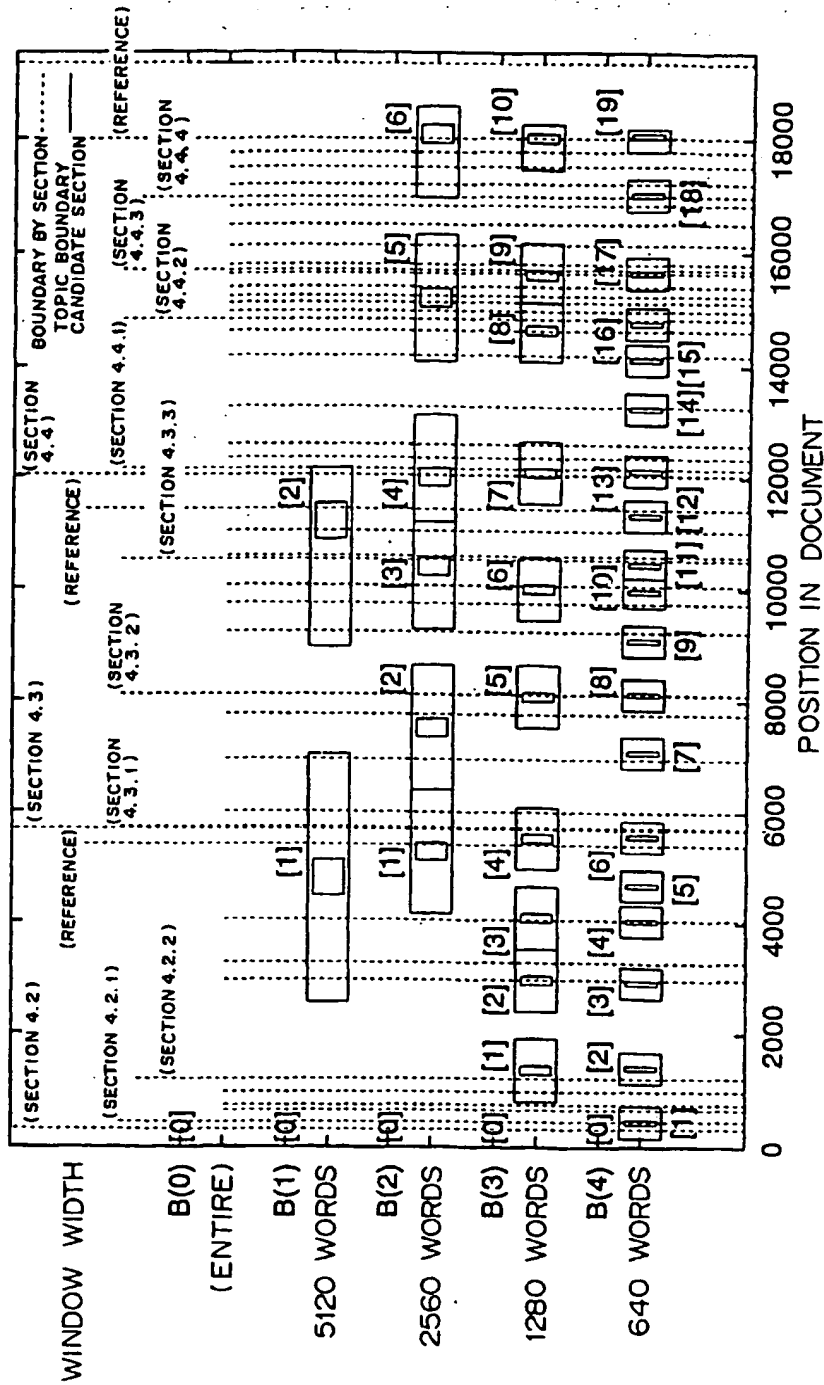 BOUNDARY BY SECTION
TOPIC BOUNDARY
CANDIDATE SECTION
(SECTION 4.2)
(SECTION 4.3)
(SECTION
4.4)
(REFERENCE)
(REFERENCE)
(REFERENCE)
(SECTION 4.2.1)
(SECTION
4.3.1)
(SECTION
4.3.2)
(SECTION 4.4.1)
(SECTION
4.4.3)
(SECTION 4.2.2)
(SECTION 4.3.3)
(SECTION
4.4.2)
(SECTION
4.4.4)
WINDOW WIDTH
B(0)
(ENTIRE)
[0]
B(1)
5120 WORDS
[0]
[1]
[2]
B(2)
2560 WORDS
[0]
[1]
[2]
[3]
[4]
[5]
[6]
B(3)
1280 WORDS
[0]
[1]
[2]
[3]
[4]
[5]
[6]
[7]
[8]
[9]
[10]
B(4)
640 WORDS
[0]
[1]
[2]
[3]
[4]
[5]
[6]
[7]
[8]
[9]
[10]
[11]
[12]
[13]
[14]
[15]
[16]
[17]
[18]
[19]
0
2000
4000
6000
8000
10000
12000
14000
16000
18000
POSITION IN DOCUMENT